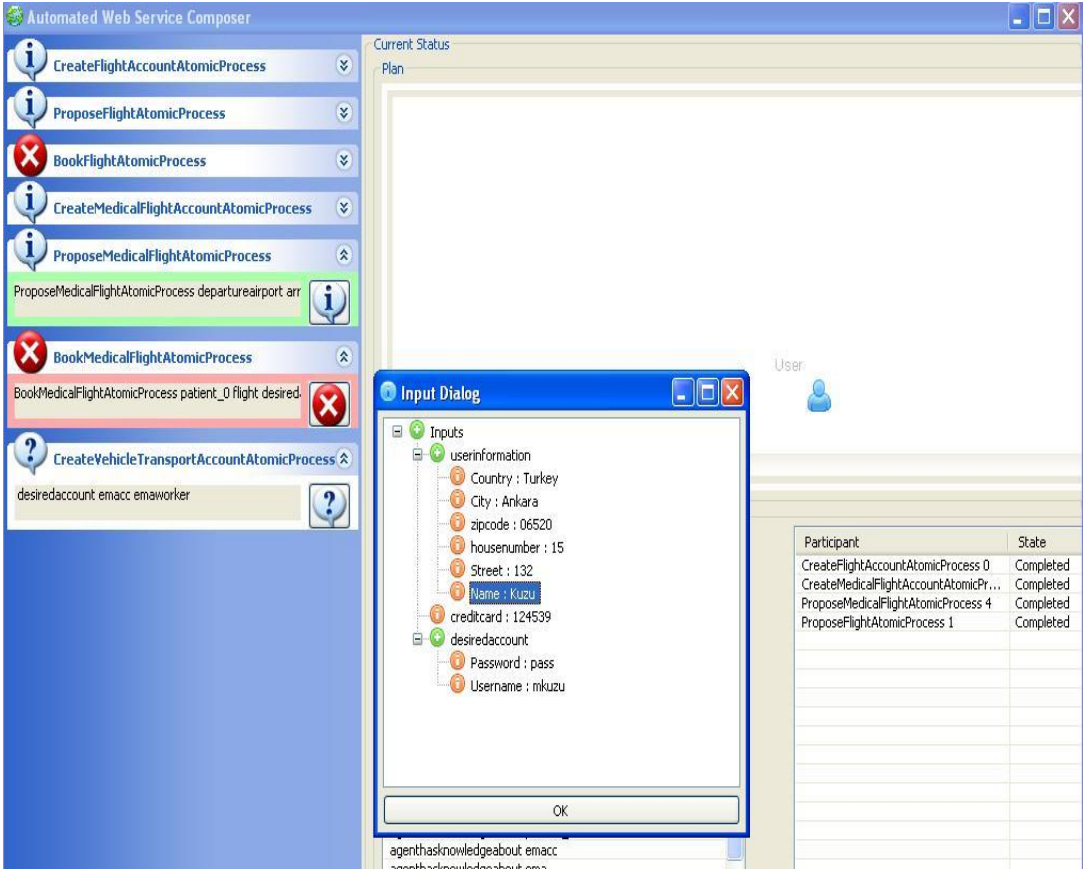 Automated Web Service Composer
CreateFlightAccountAtomicProcess
ProposeFlightAtomicProcess
BookFlightAtomicProcess
CreateMedicalFlightAccountAtomicProcess
ProposeMedicalFlightAtomicProcess
ProposeMedicalFlightAtomicProcess departureairport arr
BookMedicalFlightAtomicProcess
BookMedicalFlightAtomicProcess patient_0 flight desired
CreateVehicleTransportAccountAtomicProcess
desiredaccount emacc emaworker
Current Status
Plan
User
Input Dialog
Inputs
userinformation
Country : Turkey
City : Ankara
zipcode : 06520
housenumber : 15
Street : 132
Name : Kuzu
creditcard : 124539
desiredaccount
Password : pass
Username : mkuzu
OK
agenthasknowledgeabout emacc
Participant State
CreateFlightAccountAtomicProcess 0 Completed
CreateMedicalFlightAccountAtomicPr... Completed
ProposeMedicalFlightAtomicProcess 4 Completed
ProposeFlightAtomicProcess 1 Completed